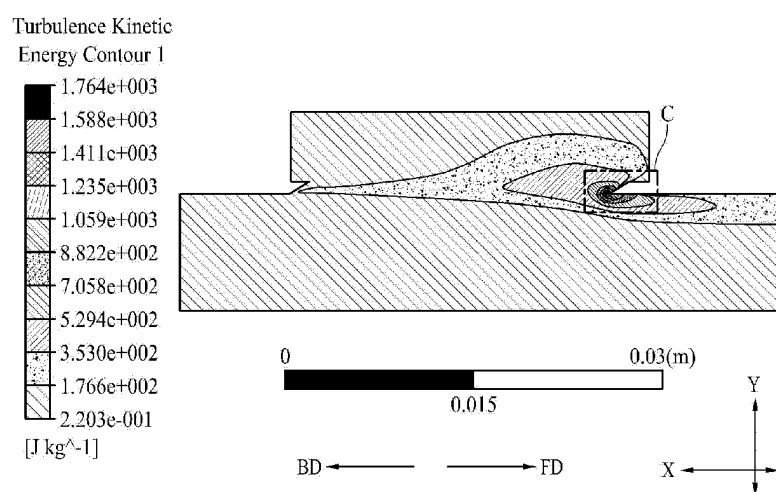 Turbulence Kinetic
Energy Contour 1
1.764e+003
1.588e+003
1.411c+003
1.235e+003
1.059e+003
8.822e+002
7.058e+002
5.294c+002
3.530e+002
1.766e+002
2.203e-001
[J kg^-1]
C
0
0.03(m)
0.015
BD
FD
Y
X